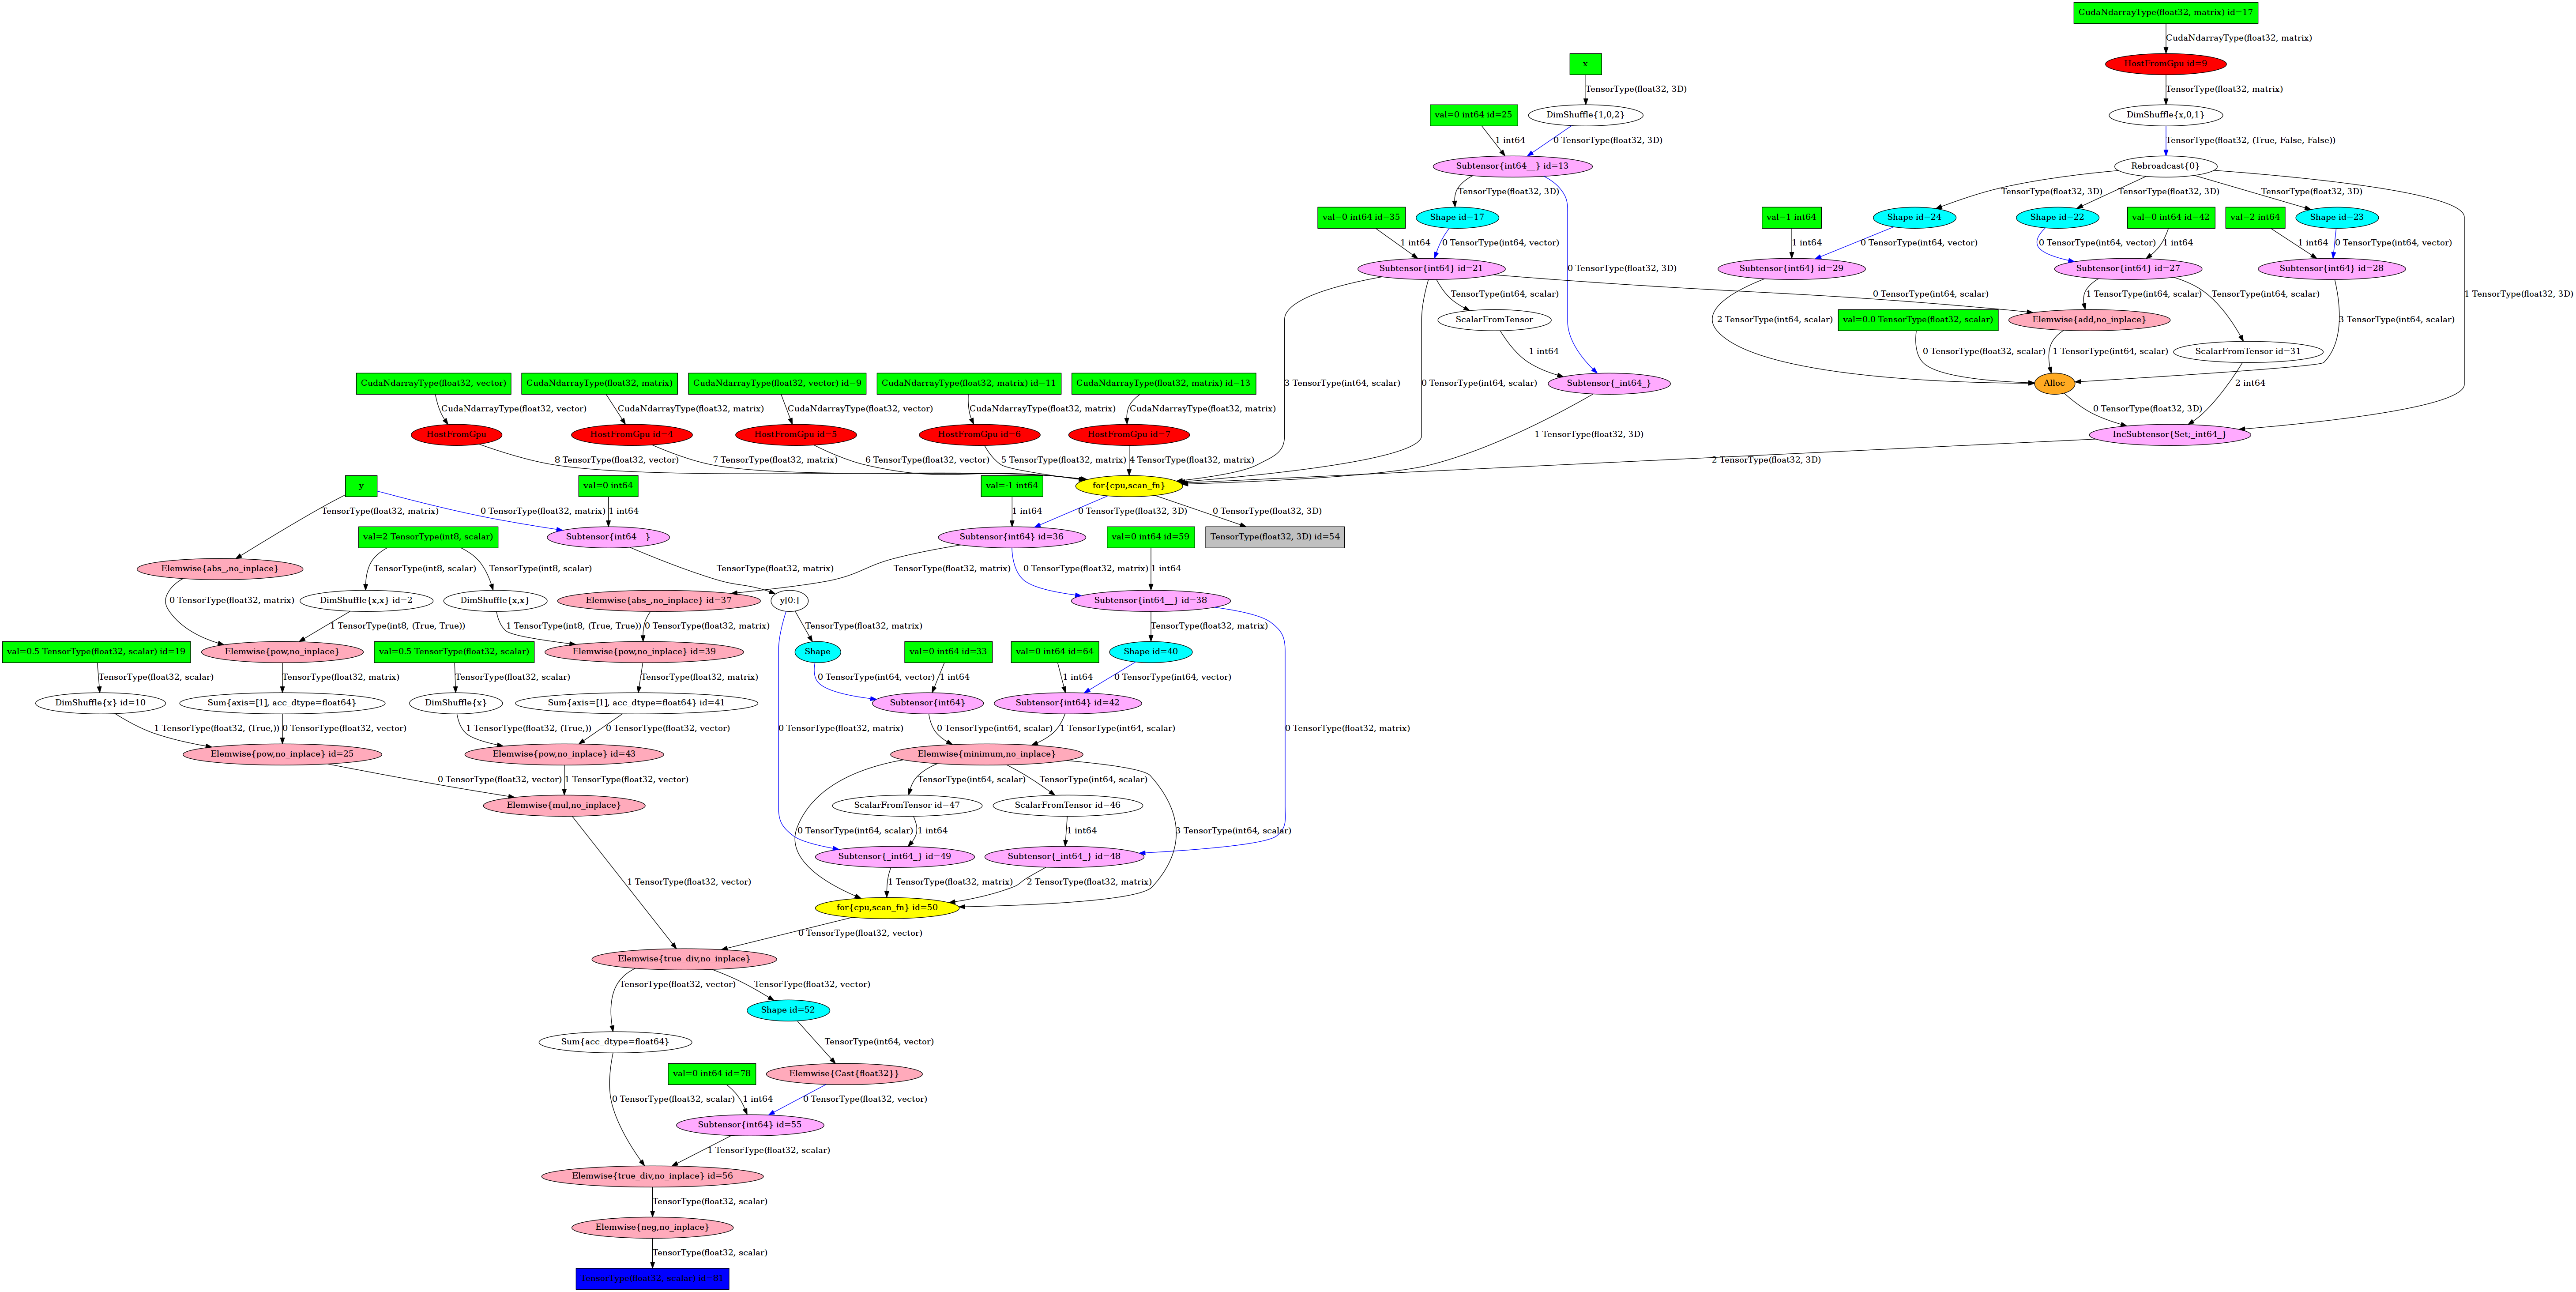 CudaNdarrayType(float32, matrix) id=17
CudaNdarrayType(float32, matrix)
x
HostFromGpu id=9
TensorType(float32, 3D)
TensorType(float32, matrix)
val=0 int64 id=25
DimShuffle{1,0,2}
DimShuffle{x,0,1}
1 int64
0 TensorType(float32, 3D)
TensorType(float32, (True, False, False))
Subtensor{int64__} id=13
Rebroadcast{0}
TensorType(float32, 3D)
TensorType(float32, 3D)
TensorType(float32, 3D)
TensorType(float32, 3D)
val=0 int64 id=35
Shape id=17
val=1 int64
Shape id=24
Shape id=22
val=0 int64 id=42
val=2 int64
Shape id=23
1 int64
0 TensorType(int64, vector)
1 int64
0 TensorType(int64, vector)
0 TensorType(int64, vector)
1 int64
1 int64
0 TensorType(int64, vector)
Subtensor{int64} id=21
0 TensorType(float32, 3D)
Subtensor{int64} id=29
Subtensor{int64} id=27
Subtensor{int64} id=28
TensorType(int64, scalar)
0 TensorType(int64, scalar)
1 TensorType(int64, scalar)
TensorType(int64, scalar)
1 TensorType(float32, 3D)
ScalarFromTensor
2 TensorType(int64, scalar)
val=0.0 TensorType(float32, scalar)
Elemwise{add,no_inplace}
3 TensorType(int64, scalar)
1 int64
0 TensorType(float32, scalar)
1 TensorType(int64, scalar)
ScalarFromTensor id=31
CudaNdarrayType(float32, vector)
CudaNdarrayType(float32, matrix)
CudaNdarrayType(float32, vector) id=9
CudaNdarrayType(float32, matrix) id=11
CudaNdarrayType(float32, matrix) id=13
3 TensorType(int64, scalar)
0 TensorType(int64, scalar)
Subtensor{_int64_}
Alloc
2 int64
CudaNdarrayType(float32, vector)
CudaNdarrayType(float32, matrix)
CudaNdarrayType(float32, vector)
CudaNdarrayType(float32, matrix)
CudaNdarrayType(float32, matrix)
0 TensorType(float32, 3D)
HostFromGpu
HostFromGpu id=4
HostFromGpu id=5
HostFromGpu id=6
HostFromGpu id=7
1 TensorType(float32, 3D)
IncSubtensor{Set;_int64_}
8 TensorType(float32, vector)
7 TensorType(float32, matrix)
6 TensorType(float32, vector)
5 TensorType(float32, matrix)
4 TensorType(float32, matrix)
2 TensorType(float32, 3D)
y
val=0 int64
val=-1 int64
for{cpu,scan_fn}
TensorType(float32, matrix)
0 TensorType(float32, matrix)
1 int64
1 int64
0 TensorType(float32, 3D)
0 TensorType(float32, 3D)
val=2 TensorType(int8, scalar)
Subtensor{int64__}
Subtensor{int64} id=36
val=0 int64 id=59
TensorType(float32, 3D) id=54
Elemwise{abs_,no_inplace}
TensorType(int8, scalar)
TensorType(int8, scalar)
TensorType(float32, matrix)
TensorType(float32, matrix)
0 TensorType(float32, matrix)
1 int64
0 TensorType(float32, matrix)
DimShuffle{x,x} id=2
DimShuffle{x,x}
Elemwise{abs_,no_inplace} id=37
y[0:]
Subtensor{int64__} id=38
1 TensorType(int8, (True, True))
1 TensorType(int8, (True, True))
0 TensorType(float32, matrix)
TensorType(float32, matrix)
TensorType(float32, matrix)
val=0.5 TensorType(float32, scalar) id=19
Elemwise{pow,no_inplace}
val=0.5 TensorType(float32, scalar)
Elemwise{pow,no_inplace} id=39
Shape
val=0 int64 id=33
val=0 int64 id=64
Shape id=40
TensorType(float32, scalar)
TensorType(float32, matrix)
TensorType(float32, scalar)
TensorType(float32, matrix)
0 TensorType(int64, vector)
1 int64
1 int64
0 TensorType(int64, vector)
DimShuffle{x} id=10
Sum{axis=[1], acc_dtype=float64}
DimShuffle{x}
Sum{axis=[1], acc_dtype=float64} id=41
Subtensor{int64}
Subtensor{int64} id=42
1 TensorType(float32, (True,))
0 TensorType(float32, vector)
1 TensorType(float32, (True,))
0 TensorType(float32, vector)
0 TensorType(float32, matrix)
0 TensorType(int64, scalar)
1 TensorType(int64, scalar)
0 TensorType(float32, matrix)
Elemwise{pow,no_inplace} id=25
Elemwise{pow,no_inplace} id=43
Elemwise{minimum,no_inplace}
0 TensorType(float32, vector)
1 TensorType(float32, vector)
TensorType(int64, scalar)
TensorType(int64, scalar)
Elemwise{mul,no_inplace}
ScalarFromTensor id=47
ScalarFromTensor id=46
0 TensorType(int64, scalar)
1 int64
1 int64
3 TensorType(int64, scalar)
Subtensor{_int64_} id=49
Subtensor{_int64_} id=48
1 TensorType(float32, vector)
1 TensorType(float32, matrix)
2 TensorType(float32, matrix)
for{cpu,scan_fn} id=50
0 TensorType(float32, vector)
Elemwise{true_div,no_inplace}
TensorType(float32, vector)
TensorType(float32, vector)
Shape id=52
Sum{acc_dtype=float64}
TensorType(int64, vector)
val=0 int64 id=78
Elemwise{Cast{float32}}
0 TensorType(float32, scalar)
1 int64
0 TensorType(float32, vector)
Subtensor{int64} id=55
1 TensorType(float32, scalar)
Elemwise{true_div,no_inplace} id=56
TensorType(float32, scalar)
Elemwise{neg,no_inplace}
TensorType(float32, scalar)
TensorType(float32, scalar) id=81